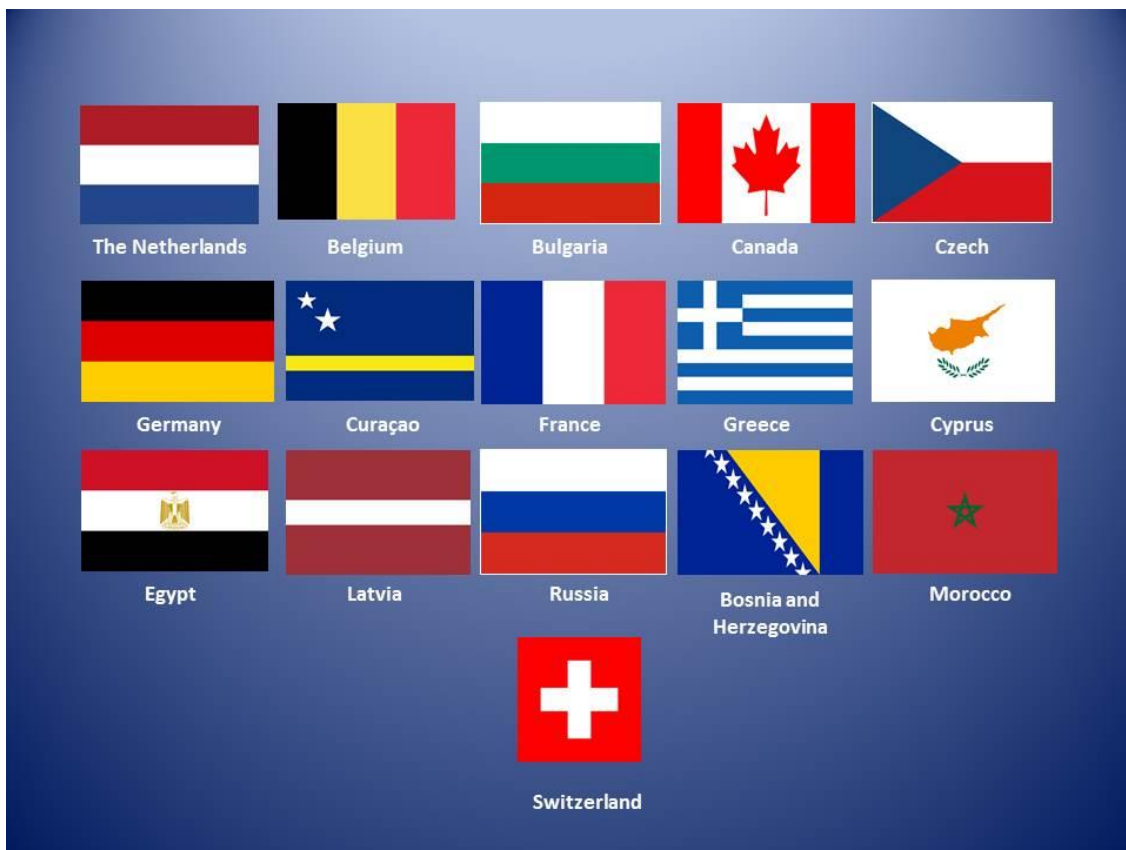 The Netherlands
Belgium
Bulgaria
Canada
Czech
Germany
Curaçao
France
Greece
Cyprus
Egypt
Latvia
Russia
Bosnia and
Herzegovina
Morocco
Switzerland